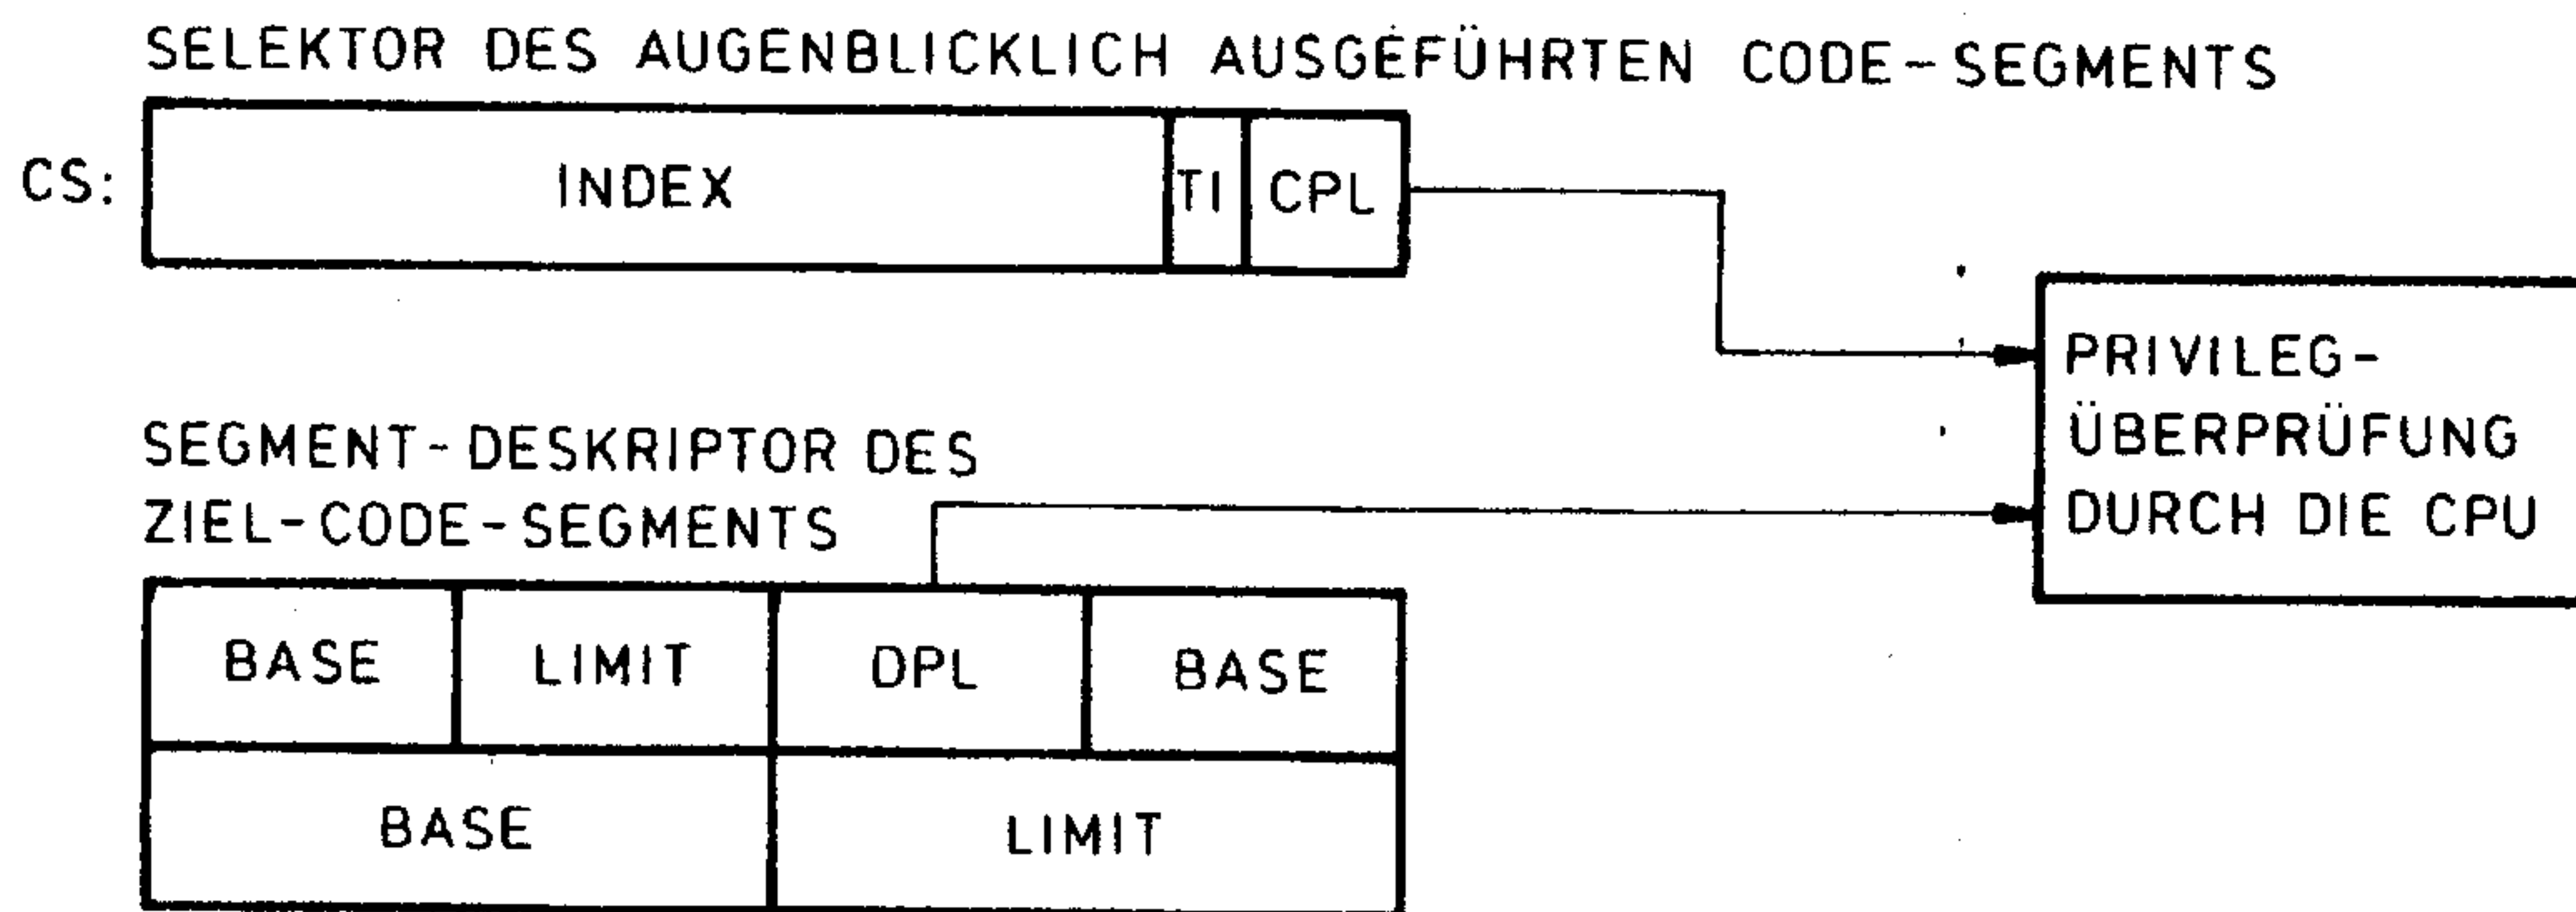 SELEKTOR DES AUGENBLICKLICH AUSGEFÜHRTEN CODE-SEGMENTS
CS:
INDEX
TI
CPL
PRIVILEG-
ÜBERPRÜFUNG
DURCH DIE CPU
SEGMENT-DESKRIPTOR DES
ZIEL-CODE-SEGMENTS
BASE
LIMIT
DPL
BASE
BASE
LIMIT